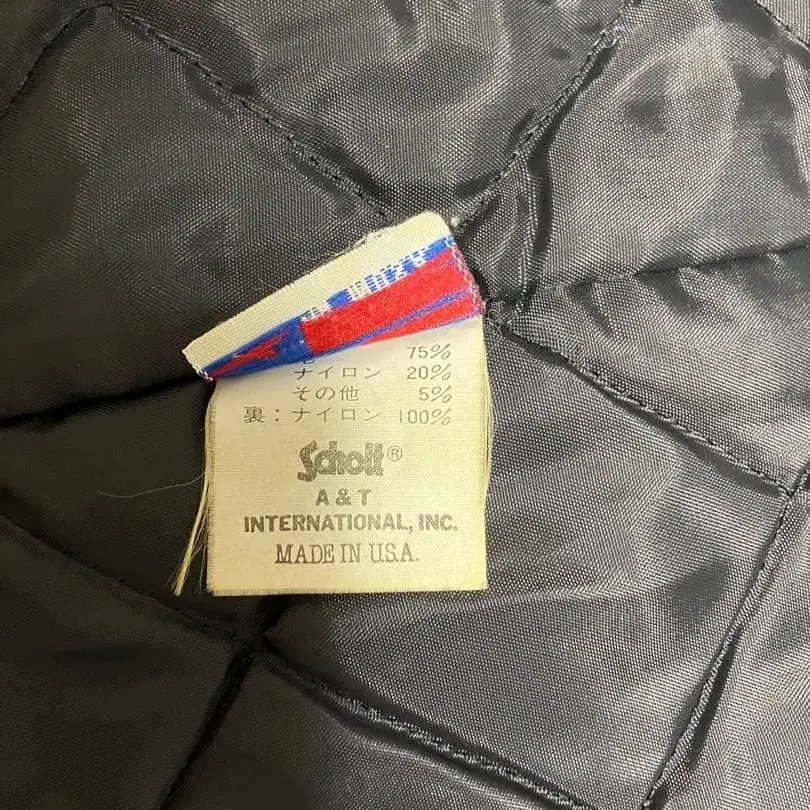 75%
ナイロン 20%
その他 5%
裏：ナイロン 100%
Schott®
A & T
INTERNATIONAL, INC.
MADE IN U.S.A.